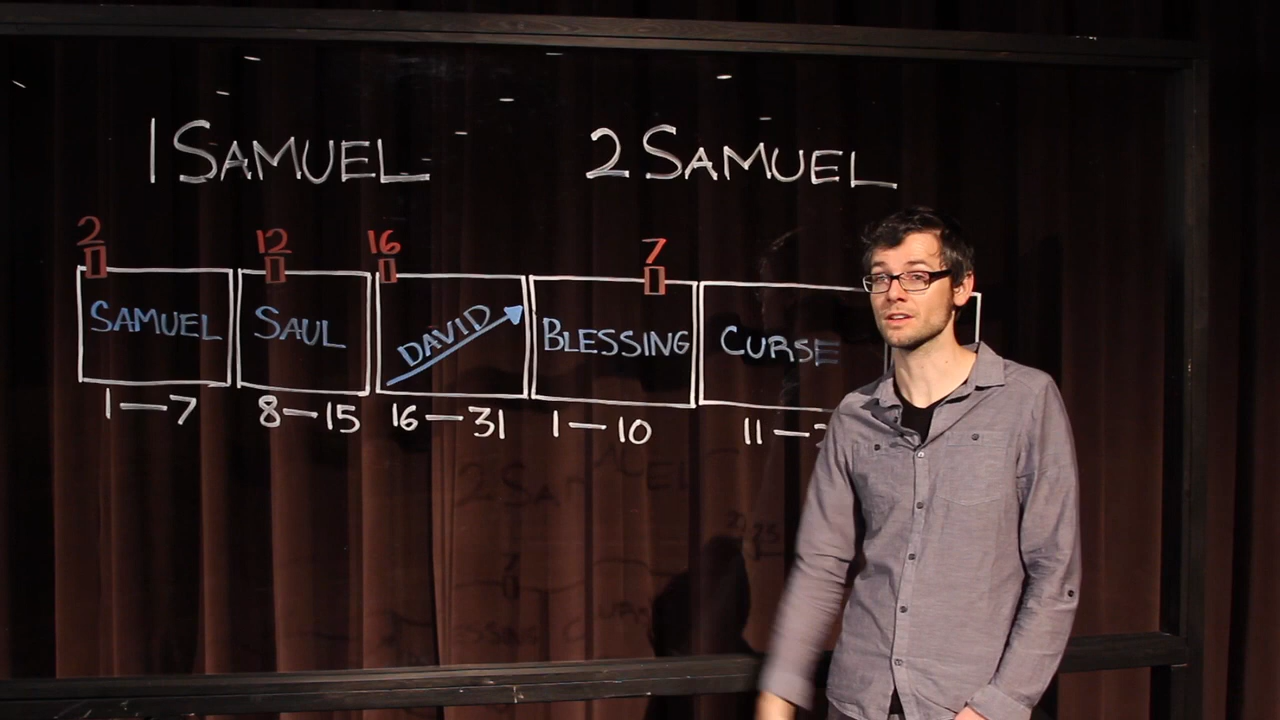 1 SAMUEL 2 SAMUEL
2 12 16 7
SAMUEL SAUL DAVID BLESSING CURSE
1—7 8—15 16—31 1—10 11—